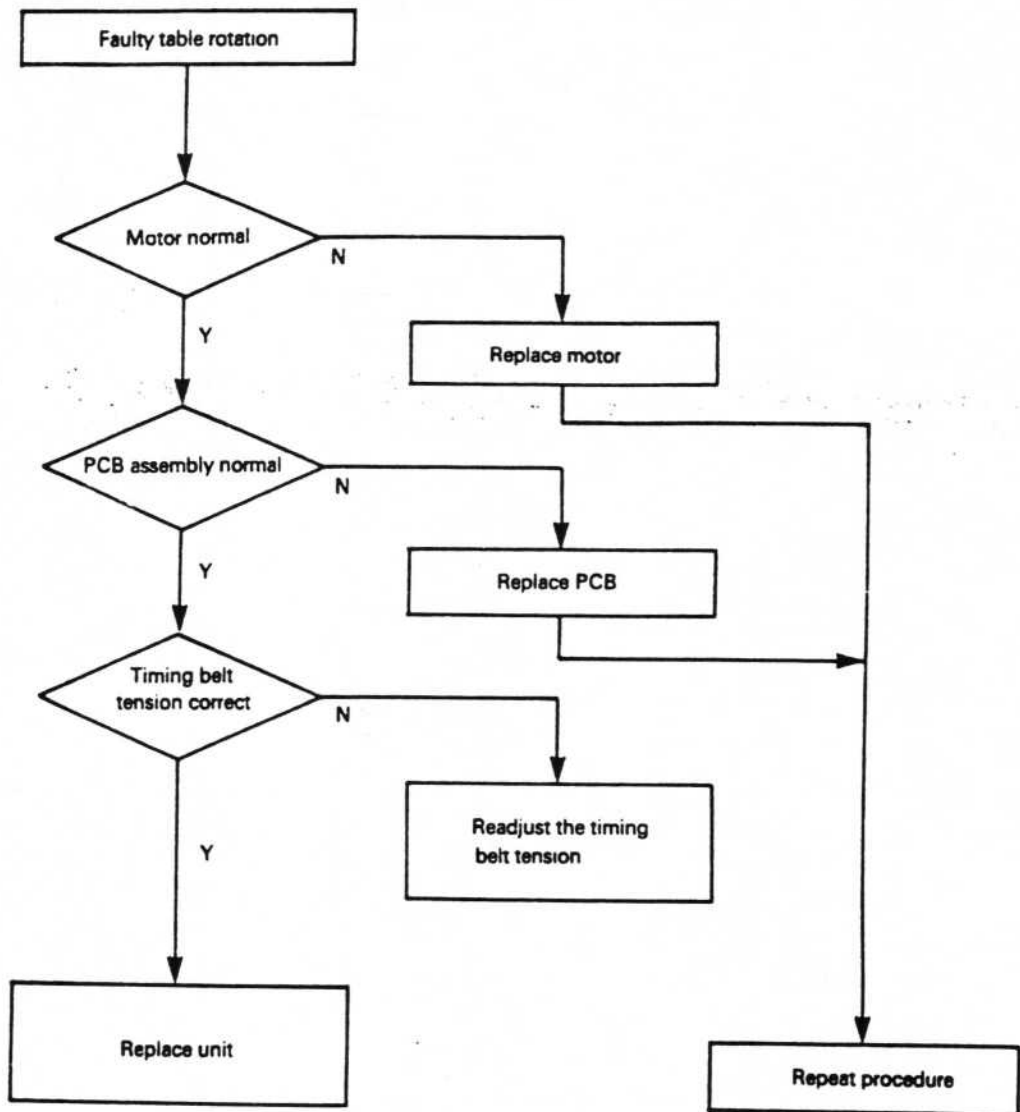 Faulty table rotation
Motor normal
N
Y
Replace motor
PCB assembly normal
N
Y
Replace PCB
Timing belt
tension correct
N
Readjust the timing
belt tension
Y
Replace unit
Repeat procedure